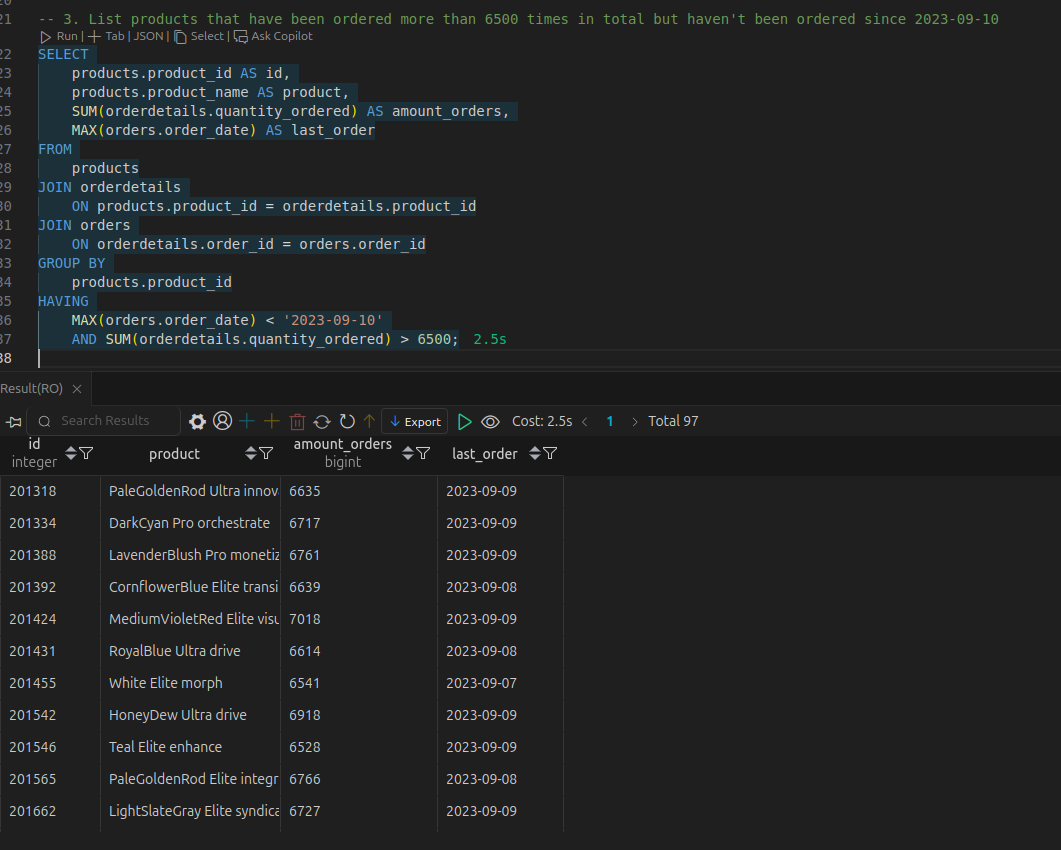 21 -- 3. List products that have been ordered more than 6500 times in total but haven't been ordered since 2023-09-10
Run | Tab | JSON | Select | Ask Copilot
22 SELECT
23 products.product_id AS id,
24 products.product_name AS product,
25 SUM(orderdetails.quantity_ordered) AS amount_orders,
26 MAX(orders.order_date) AS last_order
27 FROM
28 products
29 JOIN orderdetails
30 ON products.product_id = orderdetails.product_id
31 JOIN orders
32 ON orderdetails.order_id = orders.order_id
33 GROUP BY
34 products.product_id
35 HAVING
36 MAX(orders.order_date) < '2023-09-10'
37 AND SUM(orderdetails.quantity_ordered) > 6500; 2.5s
38
Result(RO)
Search Results Export Cost: 2.5s < 1 > Total 97
id integer product amount_orders bigint last_order
201318 PaleGoldenRod Ultra innov 6635 2023-09-09
201334 DarkCyan Pro orchestrate 6717 2023-09-09
201388 LavenderBlush Pro monetiz 6761 2023-09-09
201392 CornflowerBlue Elite transi 6639 2023-09-08
201424 MediumVioletRed Elite visu 7018 2023-09-09
201431 RoyalBlue Ultra drive 6614 2023-09-08
201455 White Elite morph 6541 2023-09-07
201542 HoneyDew Ultra drive 6918 2023-09-09
201546 Teal Elite enhance 6528 2023-09-09
201565 PaleGoldenRod Elite integr 6766 2023-09-08
201662 LightSlateGray Elite syndica 6727 2023-09-09